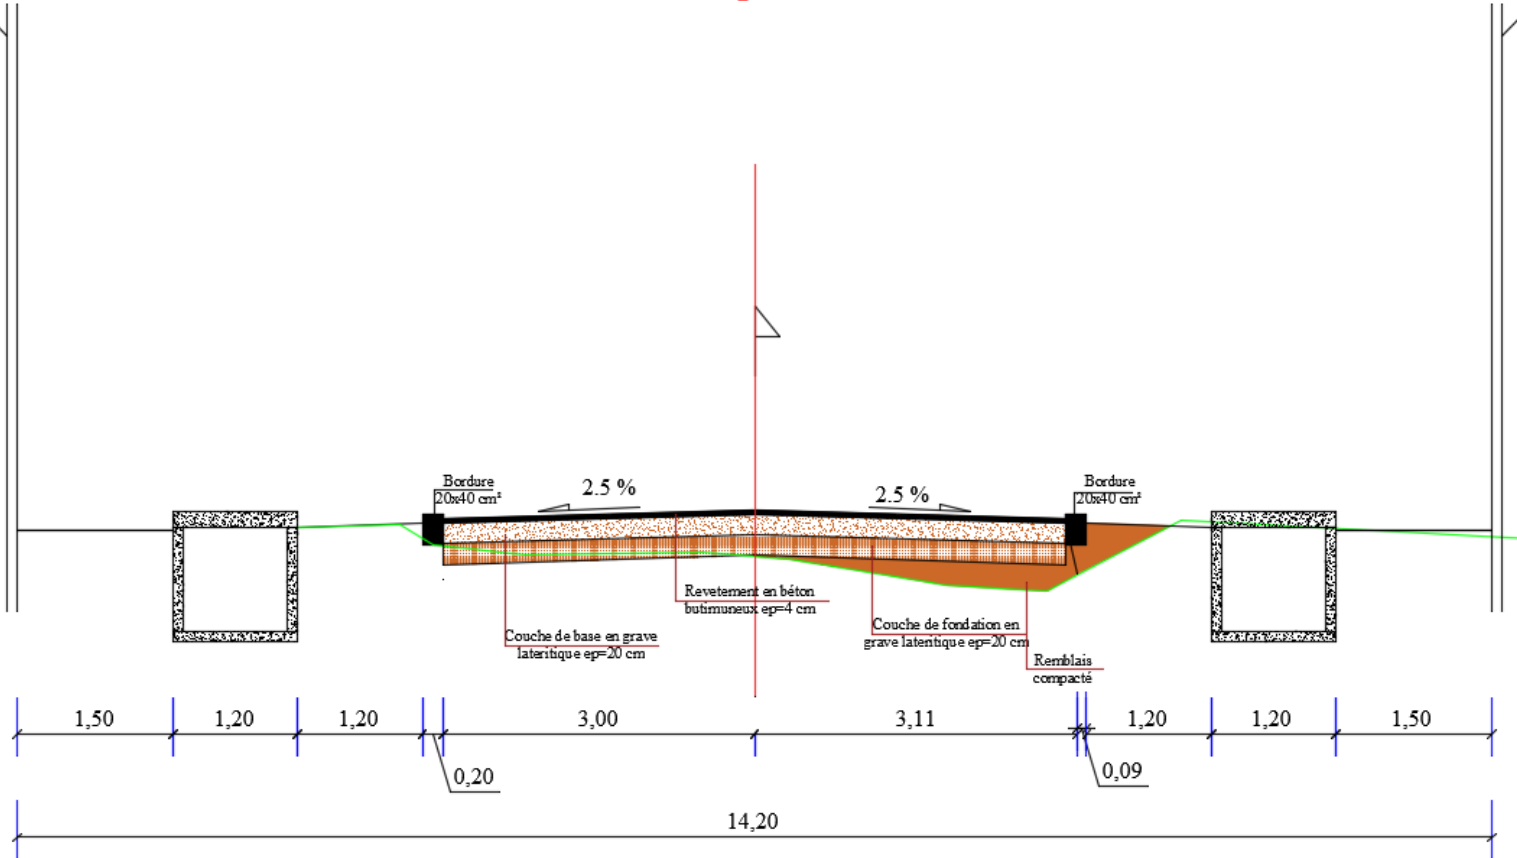 Bordure
20x40 cm²
2.5 %
2.5 %
Bordure
20x40 cm²
Revetement en béton
butimuneux ep=4 cm
Couche de base en grave
lateritique ep=20 cm
Couche de fondation en
grave lateritique ep=20 cm
Remblais
compacté
1,50
1,20
1,20
3,00
3,11
1,20
1,20
1,50
0,20
0,09
14,20